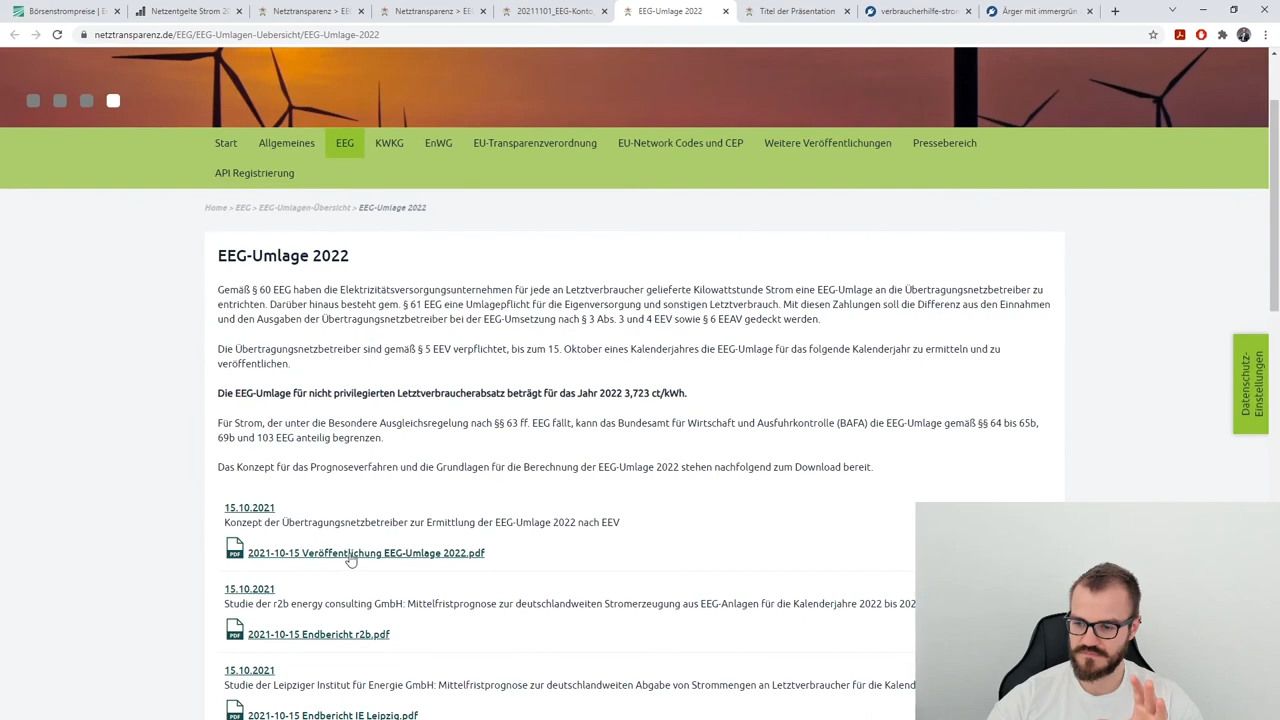 Börsenstrompreise | E
Netzentgelte Strom 20
Netztransparenz > EE
Netztransparenz > EE
20211101_EEG-Konto
EEG-Umlage 2022
Titel der Präsentation
verbraucherhilfe-stro
Ärger mit immergrün
netztransparenz.de/EEG/EEG-Umlagen-Uebersicht/EEG-Umlage-2022
Start Allgemeines EEG KWKG EnWG EU-Transparenzverordnung EU-Network Codes und CEP Weitere Veröffentlichungen Pressebereich
API Registrierung
Home > EEG > EEG-Umlagen-Übersicht > EEG-Umlage 2022
EEG-Umlage 2022
Gemäß § 60 EEG haben die Elektrizitätsversorgungsunternehmen für jede an Letztverbraucher gelieferte Kilowattstunde Strom eine EEG-Umlage an die Übertragungsnetzbetreiber zu
entrichten. Darüber hinaus besteht gem. § 61 EEG eine Umlagepflicht für die Eigenversorgung und sonstigen Letztverbrauch. Mit diesen Zahlungen soll die Differenz aus den Einnahmen
und den Ausgaben der Übertragungsnetzbetreiber bei der EEG-Umsetzung nach § 3 Abs. 3 und 4 EEV sowie § 6 EEAV gedeckt werden.
Die Übertragungsnetzbetreiber sind gemäß § 5 EEV verpflichtet, bis zum 15. Oktober eines Kalenderjahres die EEG-Umlage für das folgende Kalenderjahr zu ermitteln und zu
veröffentlichen.
Die EEG-Umlage für nicht privilegierten Letztverbraucherabsatz beträgt für das Jahr 2022 3,723 ct/kWh.
Für Strom, der unter die Besondere Ausgleichsregelung nach §§ 63 ff. EEG fällt, kann das Bundesamt für Wirtschaft und Ausfuhrkontrolle (BAFA) die EEG-Umlage gemäß §§ 64 bis 65b,
69b und 103 EEG anteilig begrenzen.
Das Konzept für das Prognoseverfahren und die Grundlagen für die Berechnung der EEG-Umlage 2022 stehen nachfolgend zum Download bereit.
Datenschutz-
Einstellungen
15.10.2021
Konzept der Übertragungsnetzbetreiber zur Ermittlung der EEG-Umlage 2022 nach EEV
PDF 2021-10-15 Veröffentlichung EEG-Umlage 2022.pdf
15.10.2021
Studie der r2b energy consulting GmbH: Mittelfristprognose zur deutschlandweiten Stromerzeugung aus EEG-Anlagen für die Kalenderjahre 2022 bis 202
PDF 2021-10-15 Endbericht r2b.pdf
15.10.2021
Studie der Leipziger Institut für Energie GmbH: Mittelfristprognose zur deutschlandweiten Abgabe von Strommengen an Letztverbraucher für die Kalend
PDF 2021-10-15 Endbericht IE Leipzig.pdf